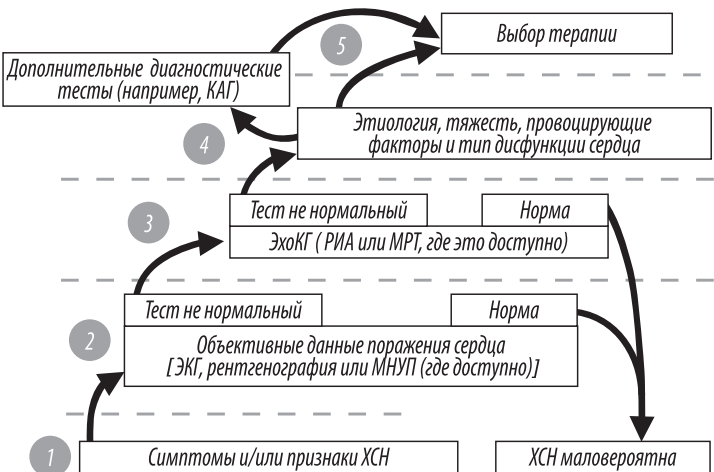 5
Выбор терапии
Дополнительные диагностические
тесты (например, КАГ)
4
Этиология, тяжесть, провоцирующие
факторы и тип дисфункции сердца
3
Тест не нормальный
Норма
ЭхоКГ ( РИА или МРТ, где это доступно)
2
Тест не нормальный
Норма
Объективные данные поражения сердца
[ ЭКГ, рентгенография или МНУП (где доступно)]
1
Симптомы и/или признаки ХСН
ХСН маловероятна